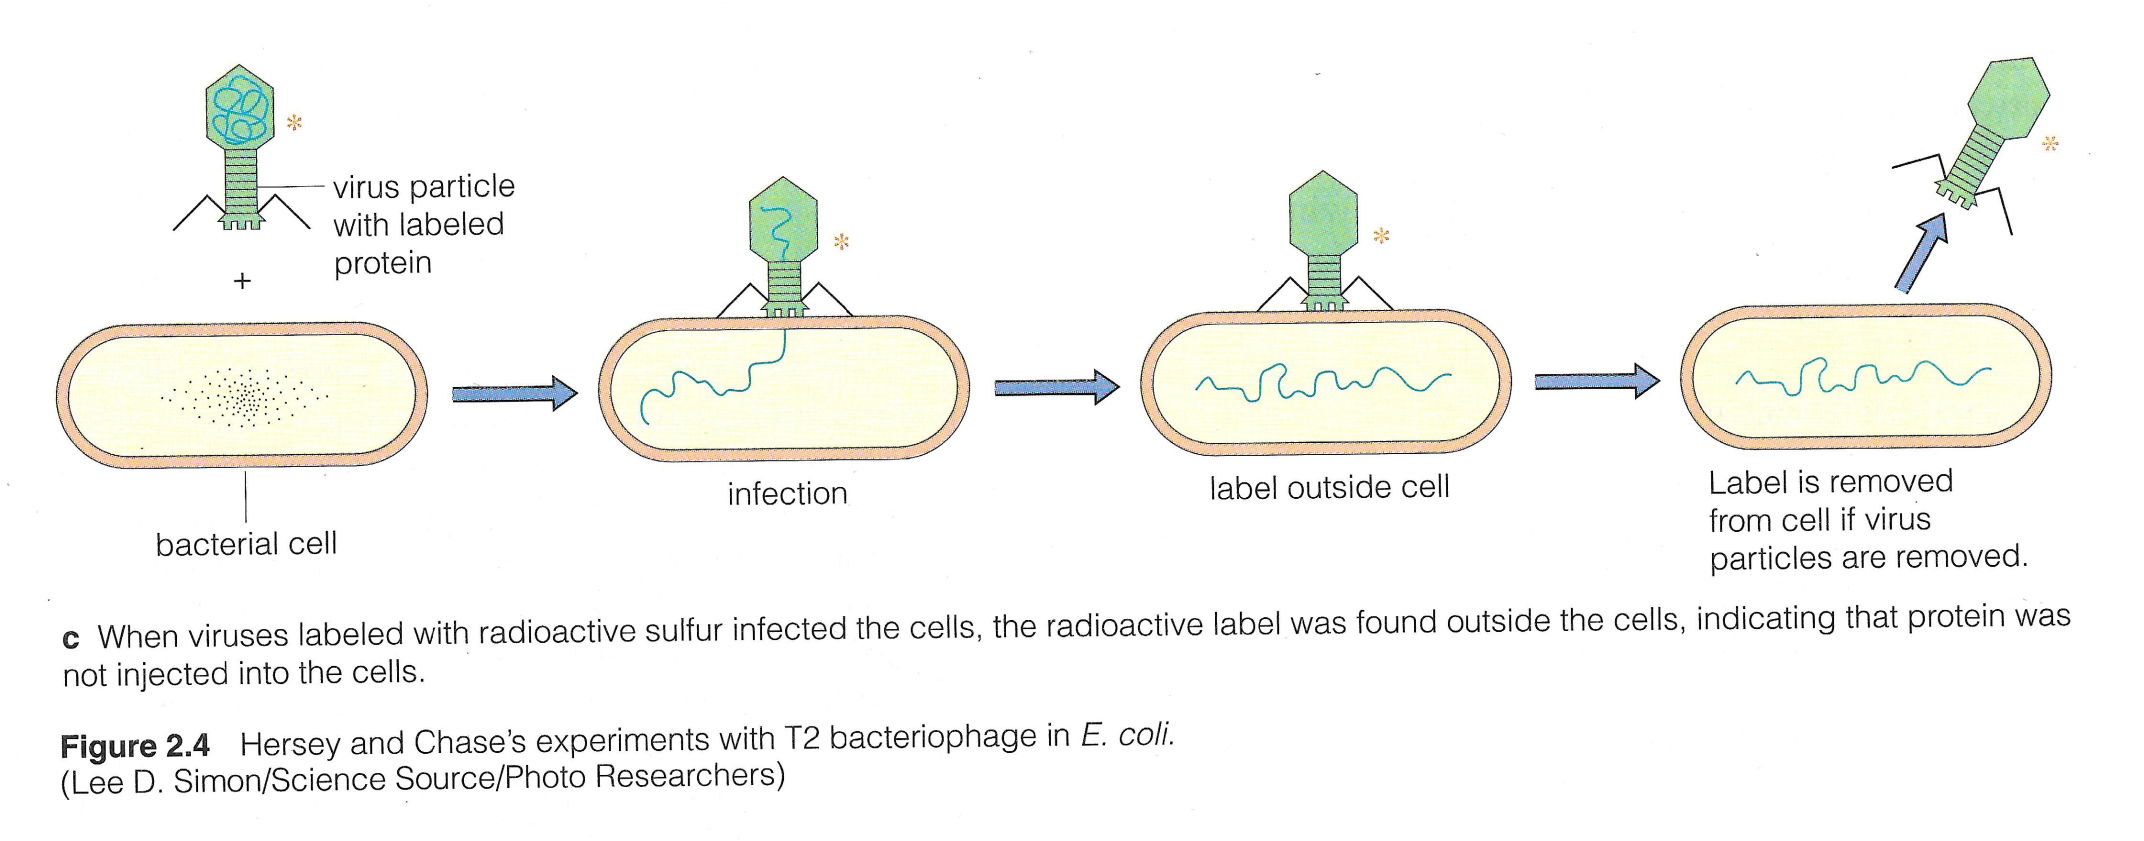 virus particle
with labeled
protein
+
bacterial cell
infection
label outside cell
Label is removed
from cell if virus
particles are removed.
c When viruses labeled with radioactive sulfur infected the cells, the radioactive label was found outside the cells, indicating that protein was
not injected into the cells.
Figure 2.4 Hersey and Chase's experiments with T2 bacteriophage in E. coli.
(Lee D. Simon/Science Source/Photo Researchers)